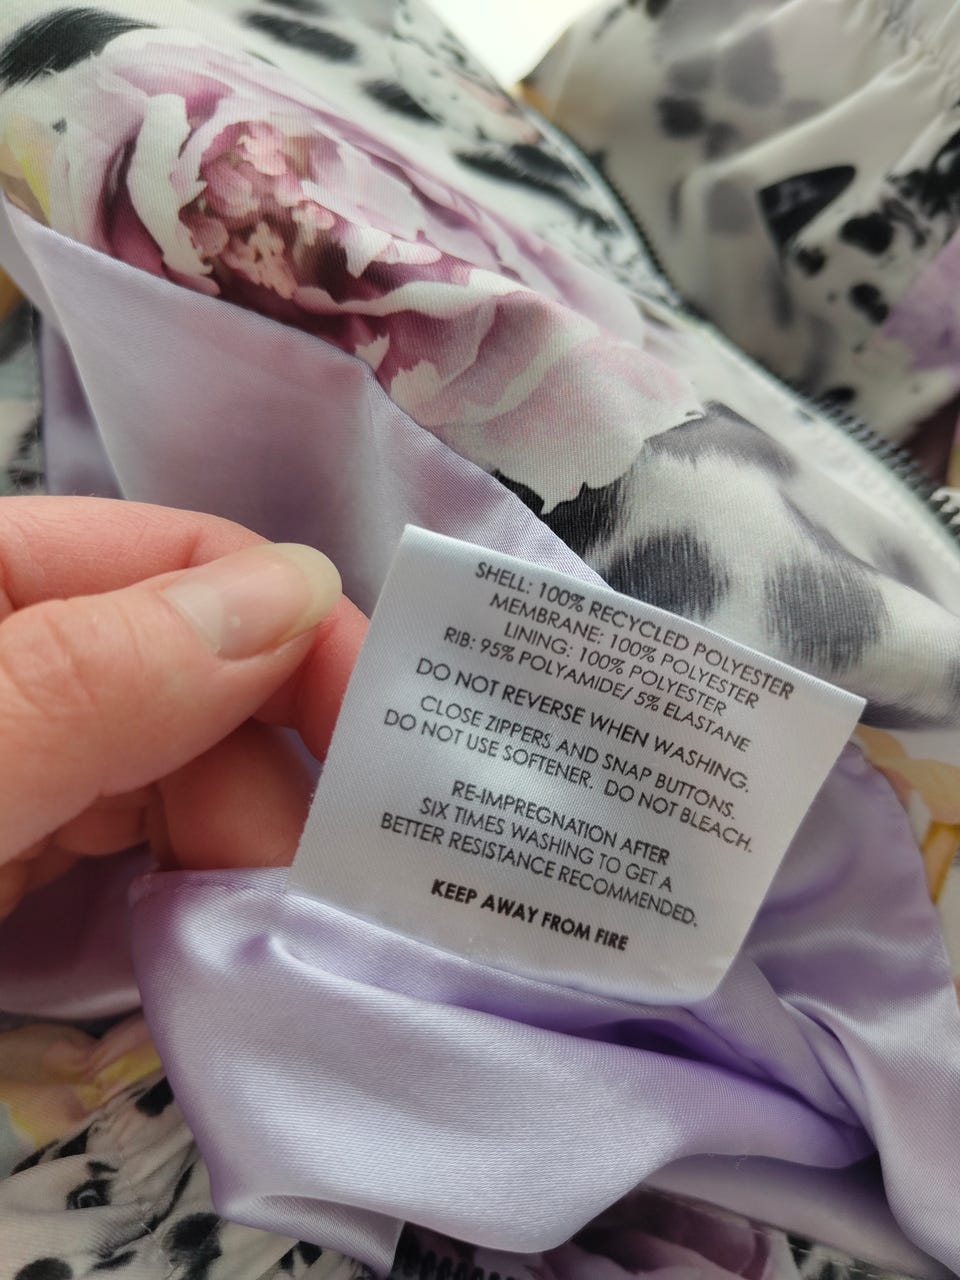 SHELL: 100% RECYCLED POLYESTER
MEMBRANE: 100% POLYESTER
LINING: 100% POLYESTER
RIB: 95% POLYAMIDE/ 5% ELASTANE
DO NOT REVERSE WHEN WASHING.
CLOSE ZIPPERS AND SNAP BUTTONS.
DO NOT USE SOFTENER. DO NOT BLEACH.
RE-IMPREGNATION AFTER
SIX TIMES WASHING TO GET A
BETTER RESISTANCE RECOMMENDED.
KEEP AWAY FROM FIRE